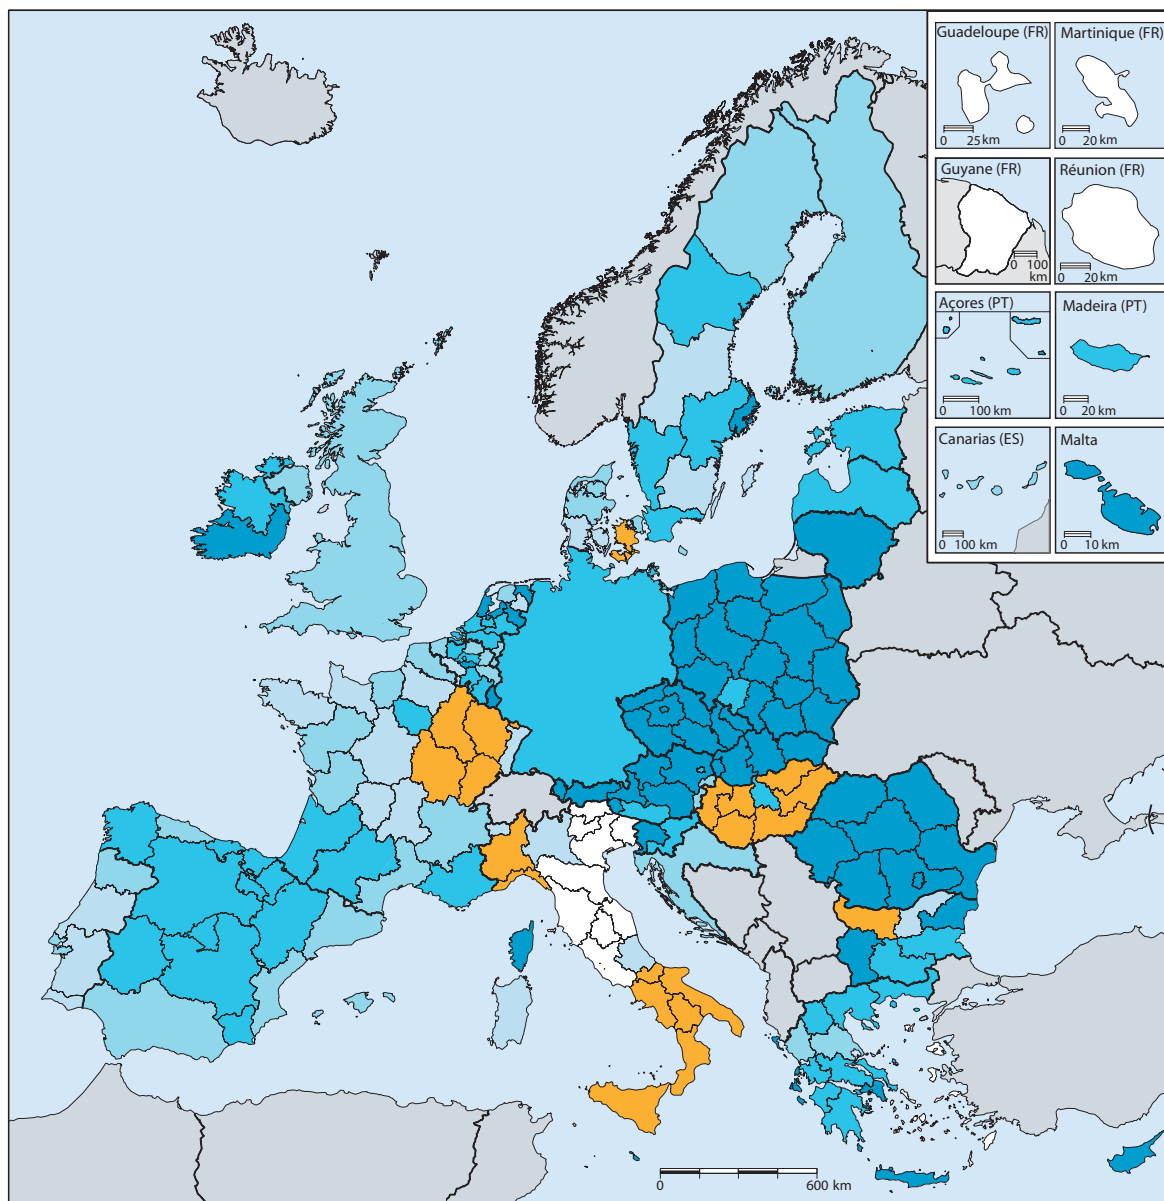 Guadeloupe (FR)
Martinique (FR)
0 25 km
0 20 km
Guyane (FR)
Réunion (FR)
0 100
km
0 20 km
Açores (PT)
Madeira (PT)
0 100 km
0 20 km
Canarias (ES)
Malta
0 100 km
0 10 km
0 600 km